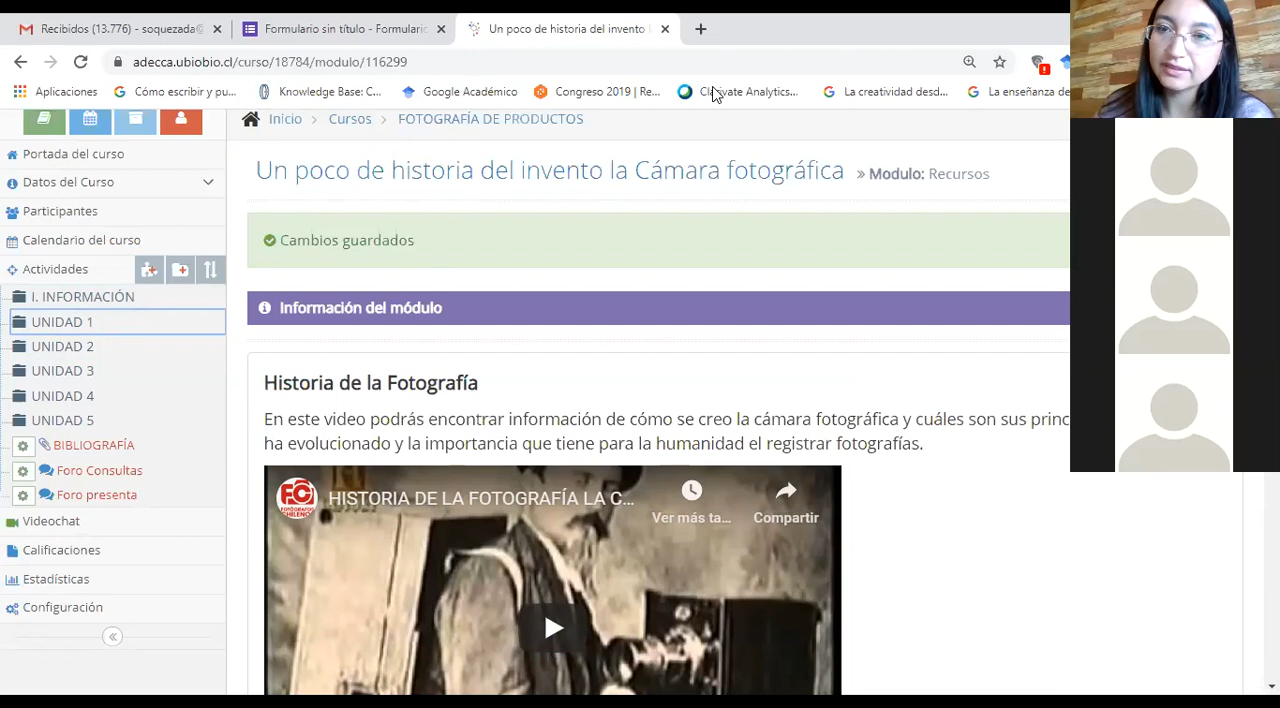 Recibidos (13.776) - soquezada@
Formulario sin título - Formulario
Un poco de historia del invento l
adecca.ubiobio.cl/curso/18784/modulo/116299
Aplicaciones
Cómo escribir y pu...
Knowledge Base: C...
Google Académico
Congreso 2019 | Re...
Clarivate Analytics...
La creatividad desd...
La enseñanza de
Inicio > Cursos > FOTOGRAFÍA DE PRODUCTOS
Portada del curso
Datos del Curso
Participantes
Calendario del curso
Actividades
I. INFORMACIÓN
UNIDAD 1
UNIDAD 2
UNIDAD 3
UNIDAD 4
UNIDAD 5
BIBLIOGRAFÍA
Foro Consultas
Foro presenta
Videochat
Calificaciones
Estadísticas
Configuración
Un poco de historia del invento la Cámara fotográfica » Modulo: Recursos
Cambios guardados
Información del módulo
Historia de la Fotografía
En este video podrás encontrar información de cómo se creo la cámara fotográfica y cuáles son sus princ
ha evolucionado y la importancia que tiene para la humanidad el registrar fotografías.
FC
HISTORIA DE LA FOTOGRAFÍA LA C...
Ver más ta...
Compartir